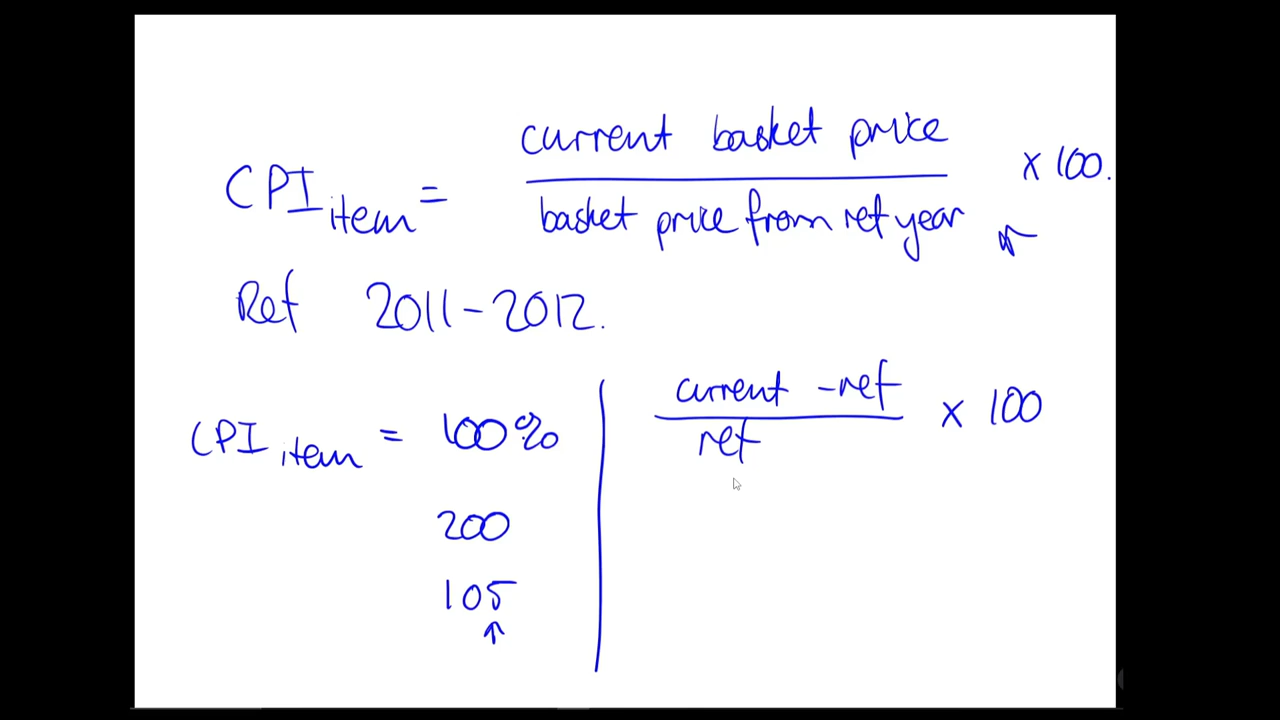 current basket price
CPI item = x 100.
basket price from ref year
Ref 2011-2012.
current -ref
CPI item = 100% x 100
ref
200
105